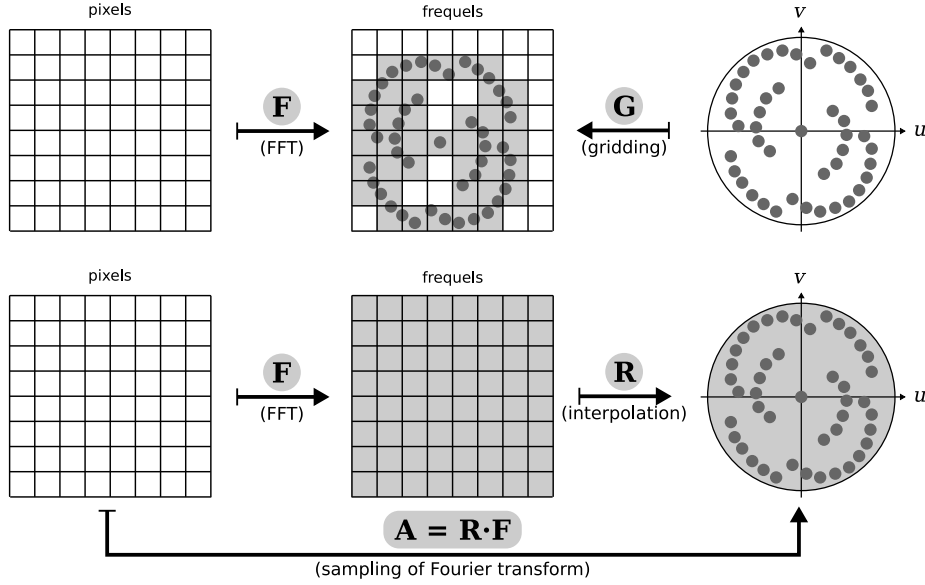 pixels
frequels
v
F
(FFT)
G
(gridding)
u
pixels
frequels
v
F
(FFT)
R
(interpolation)
u
A = R·F
(sampling of Fourier transform)